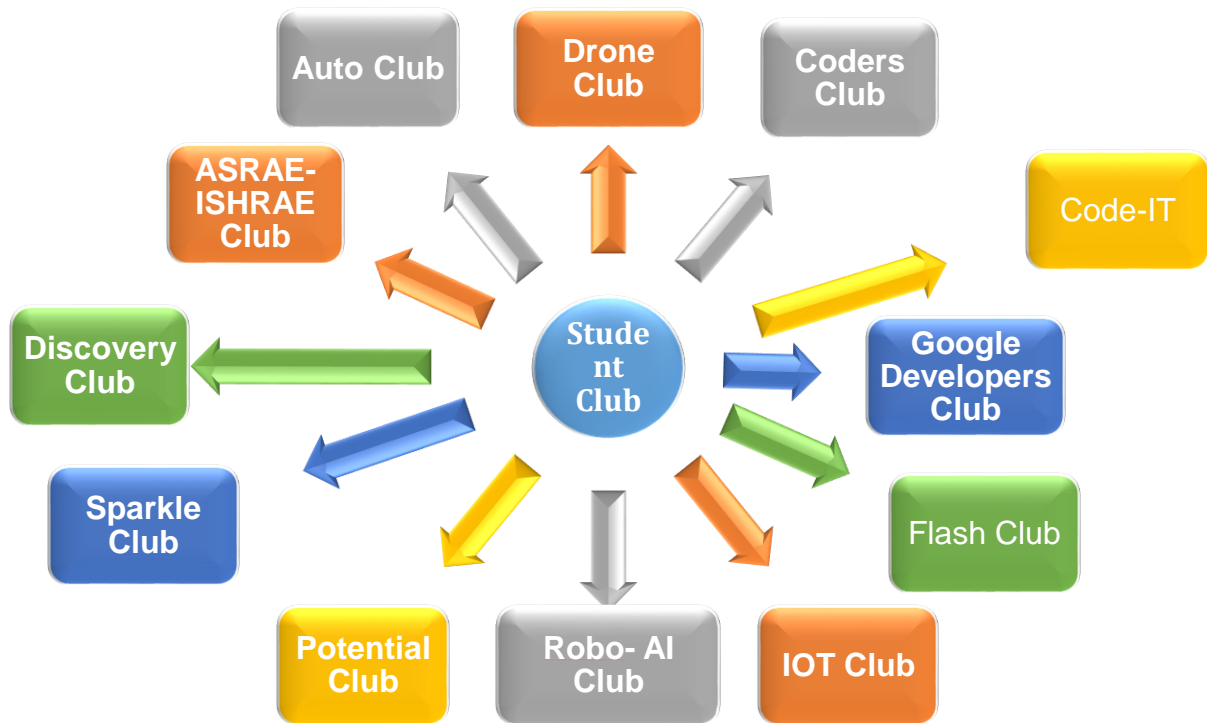 Drone
Club
Coders
Club
Code-IT
Google
Developers
Club
Flash Club
IOT Club
Robo- AI
Club
Potential
Club
Sparkle
Club
Discovery
Club
ASRAE-
ISHRAE
Club
Auto Club
Stude
nt
Club